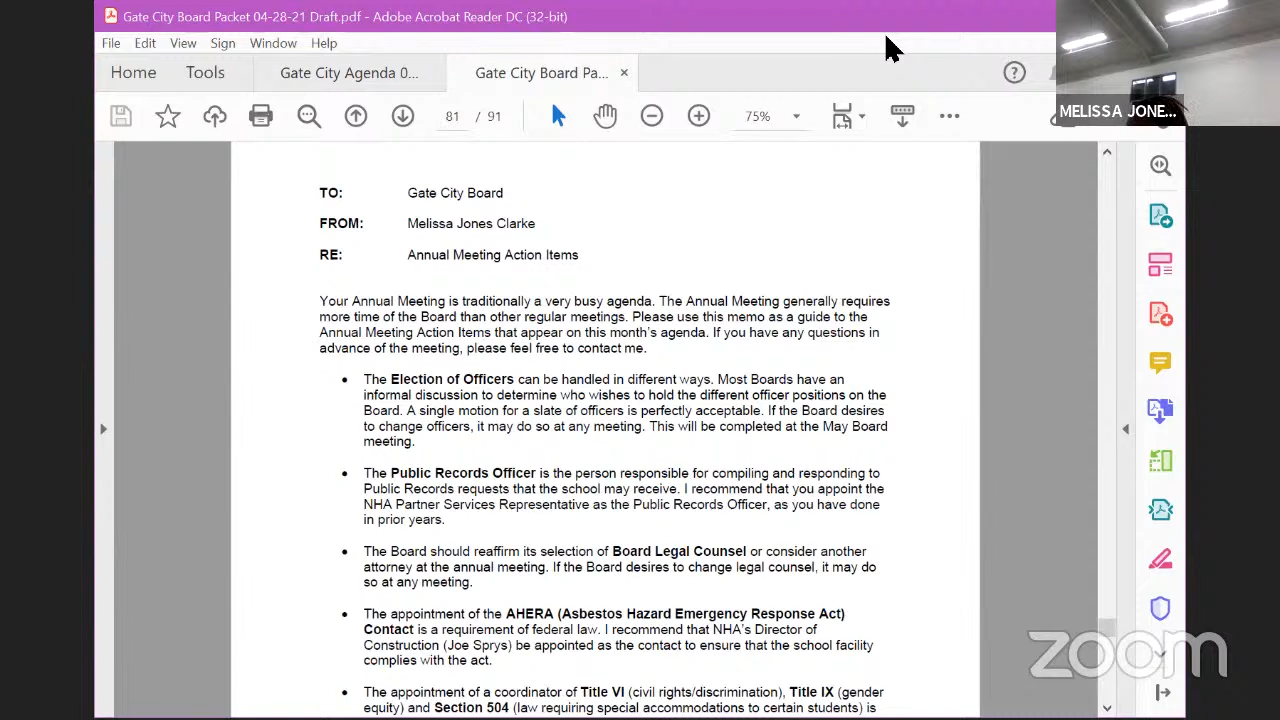 Gate City Board Packet 04-28-21 Draft.pdf - Adobe Acrobat Reader DC (32-bit)
File Edit View Sign Window Help
Home Tools Gate City Agenda 0... Gate City Board Pa... ×
81 / 91 75%
MELISSA JONE...
TO: Gate City Board
FROM: Melissa Jones Clarke
RE: Annual Meeting Action Items
Your Annual Meeting is traditionally a very busy agenda. The Annual Meeting generally requires
more time of the Board than other regular meetings. Please use this memo as a guide to the
Annual Meeting Action Items that appear on this month's agenda. If you have any questions in
advance of the meeting, please feel free to contact me.
• The Election of Officers can be handled in different ways. Most Boards have an
informal discussion to determine who wishes to hold the different officer positions on the
Board. A single motion for a slate of officers is perfectly acceptable. If the Board desires
to change officers, it may do so at any meeting. This will be completed at the May Board
meeting.
• The Public Records Officer is the person responsible for compiling and responding to
Public Records requests that the school may receive. I recommend that you appoint the
NHA Partner Services Representative as the Public Records Officer, as you have done
in prior years.
• The Board should reaffirm its selection of Board Legal Counsel or consider another
attorney at the annual meeting. If the Board desires to change legal counsel, it may do
so at any meeting.
• The appointment of the AHERA (Asbestos Hazard Emergency Response Act)
Contact is a requirement of federal law. I recommend that NHA's Director of
Construction (Joe Sprys) be appointed as the contact to ensure that the school facility
complies with the act.
• The appointment of a coordinator of Title VI (civil rights/discrimination), Title IX (gender
equity) and Section 504 (law requiring special accommodations to certain students) is
zoom